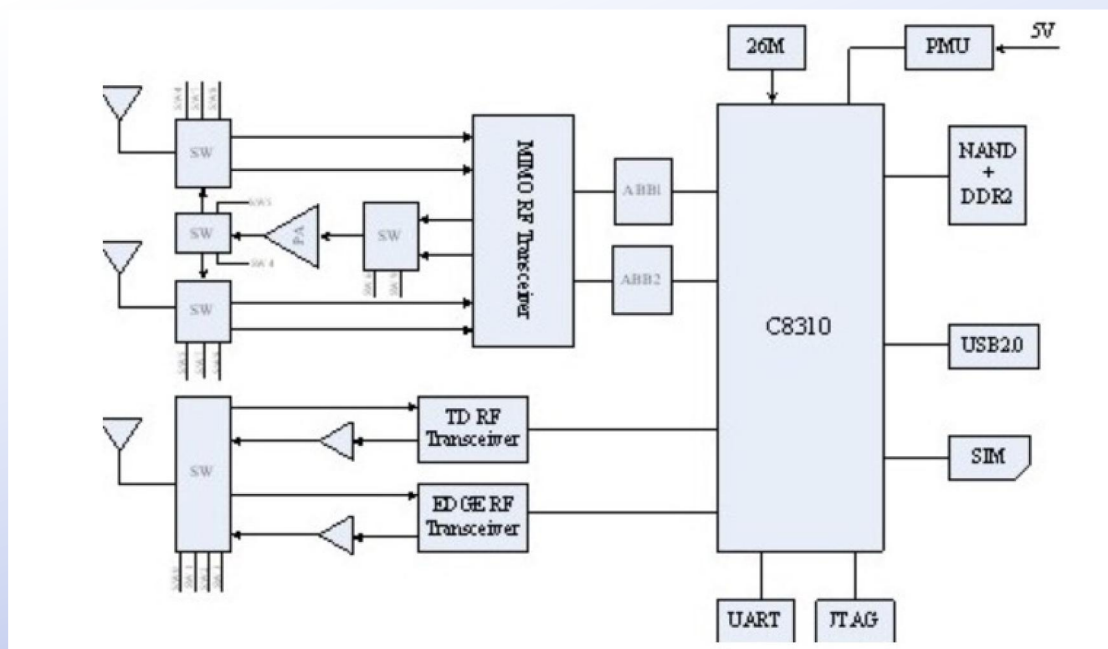 26M
PMU
5V
SW
MIMO RF Transceiver
ABB1
NAND
+
DDR2
SW
PA
SW
SW
ABB2
C8310
USB2.0
TD RF
Transceiver
SW
SIM
EDGE RF
Transceiver
UART
JTAG